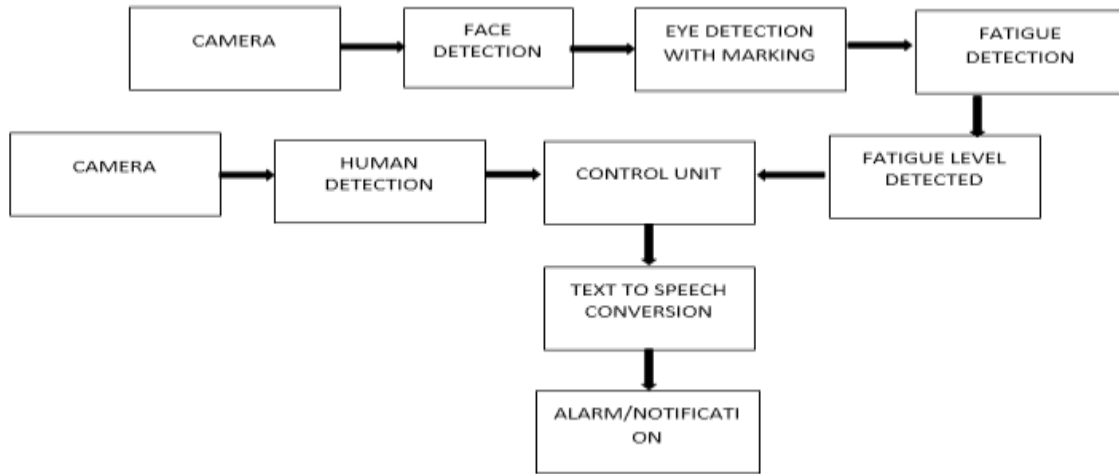 CAMERA
FACE
DETECTION
EYE DETECTION
WITH MARKING
FATIGUE
DETECTION
CAMERA
HUMAN
DETECTION
CONTROL UNIT
FATIGUE LEVEL
DETECTED
TEXT TO SPEECH
CONVERSION
ALARM/NOTIFICATI
ON